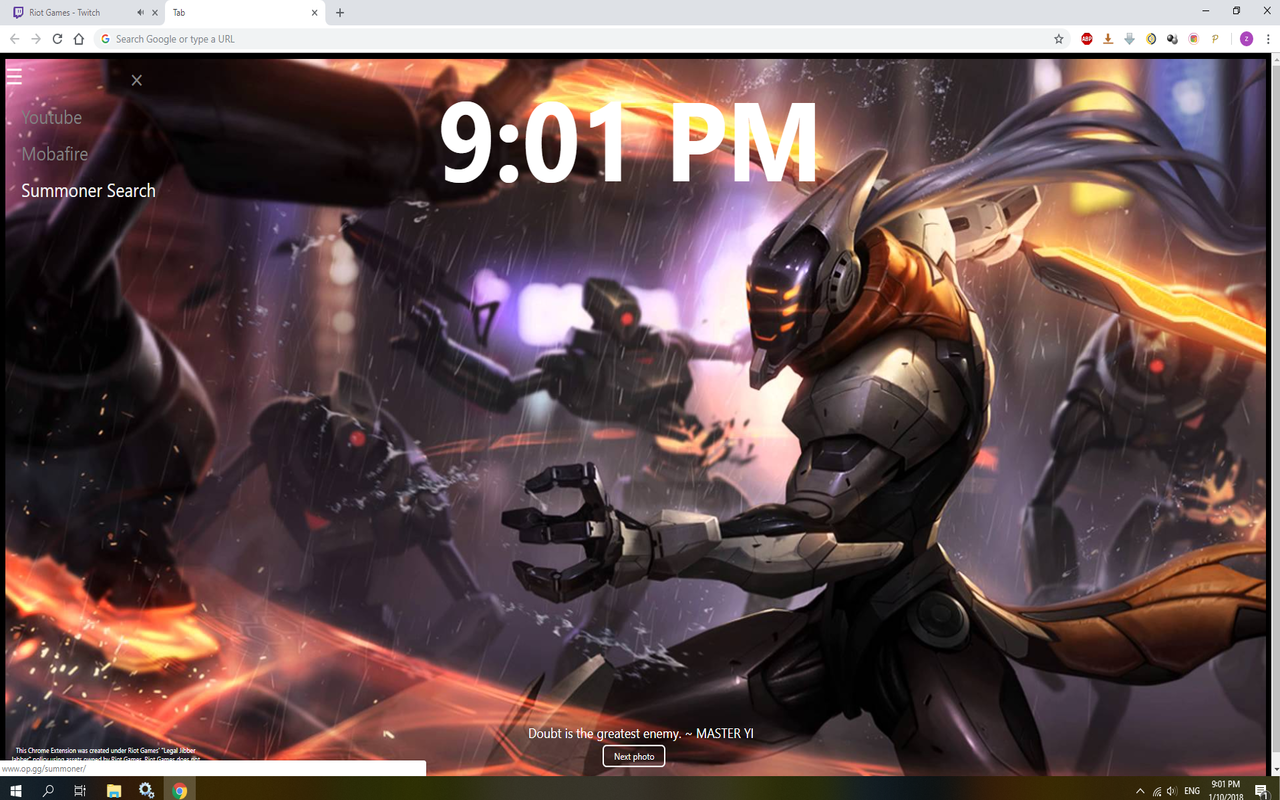 Riot Games - Twitch
Tab
Search Google or type a URL
ABP
z
9:01 PM
Youtube
Mobafire
Summoner Search
Doubt is the greatest enemy. ~ MASTER YI
Next photo
This Chrome Extension was created under Riot Games' "Legal Jibber
Jabber" policy using assets owned by Riot Games. Riot Games does not
www.op.gg/summoner/
ENG
9:01 PM
1/10/2018
1